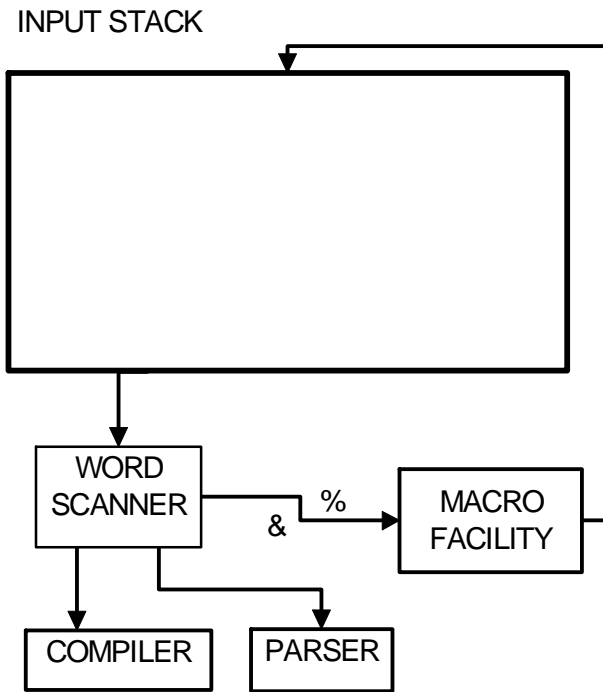 INPUT STACK
WORD
SCANNER
%
&
MACRO
FACILITY
COMPILER
PARSER